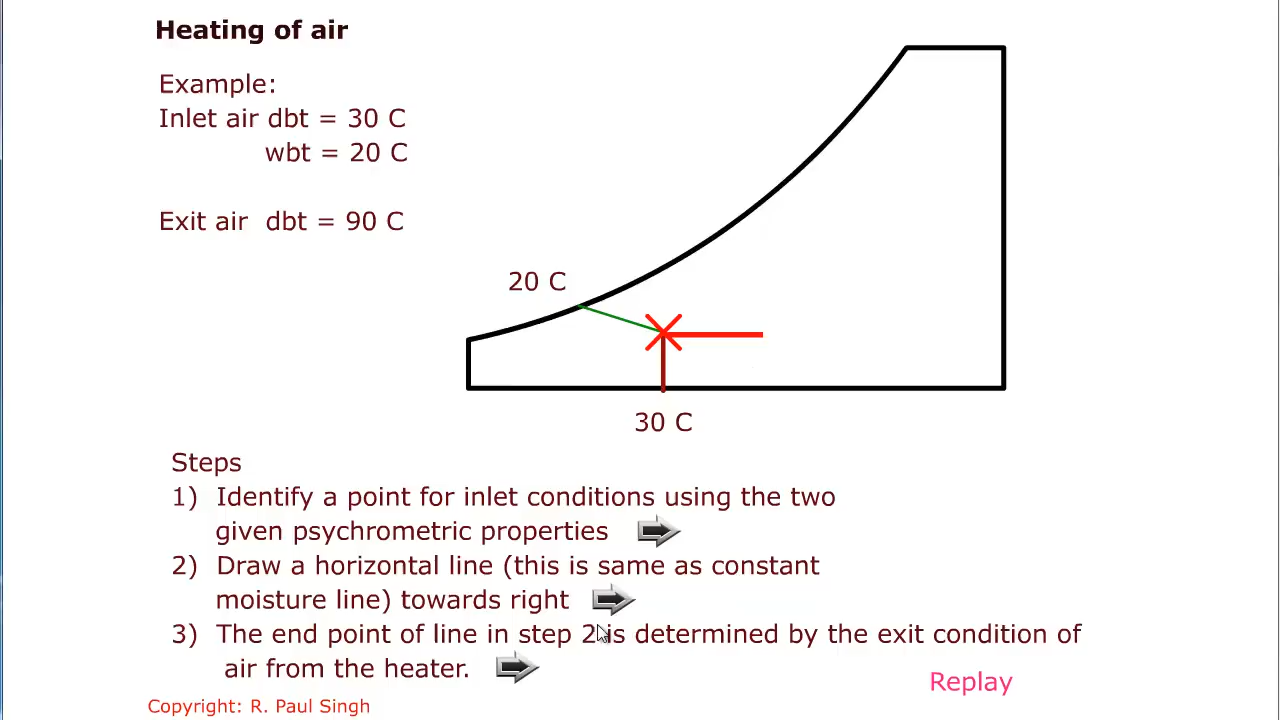 Heating of air
Example:
Inlet air dbt = 30 C
wbt = 20 C
Exit air dbt = 90 C
20 C
30 C
Steps
1) Identify a point for inlet conditions using the two
given psychrometric properties
2) Draw a horizontal line (this is same as constant
moisture line) towards right
3) The end point of line in step 2 is determined by the exit condition of
air from the heater.
Replay
Copyright: R. Paul Singh